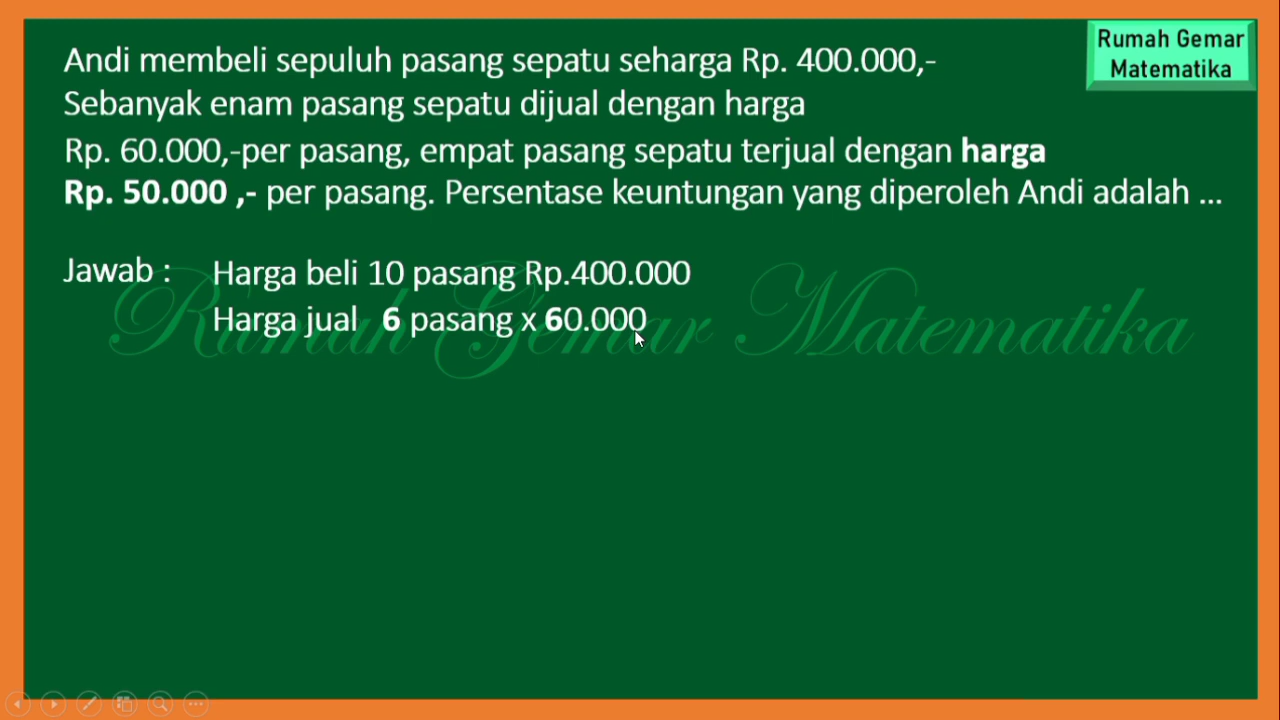 Andi membeli sepuluh pasang sepatu seharga Rp. 400.000,-
Rumah Gemar
Matematika
Sebanyak enam pasang sepatu dijual dengan harga
Rp. 60.000,-per pasang, empat pasang sepatu terjual dengan harga
Rp. 50.000 ,- per pasang. Persentase keuntungan yang diperoleh Andi adalah ...
Jawab : Harga beli 10 pasang Rp.400.000
Harga jual 6 pasang x 60.000
Rumah Gemar Matematika